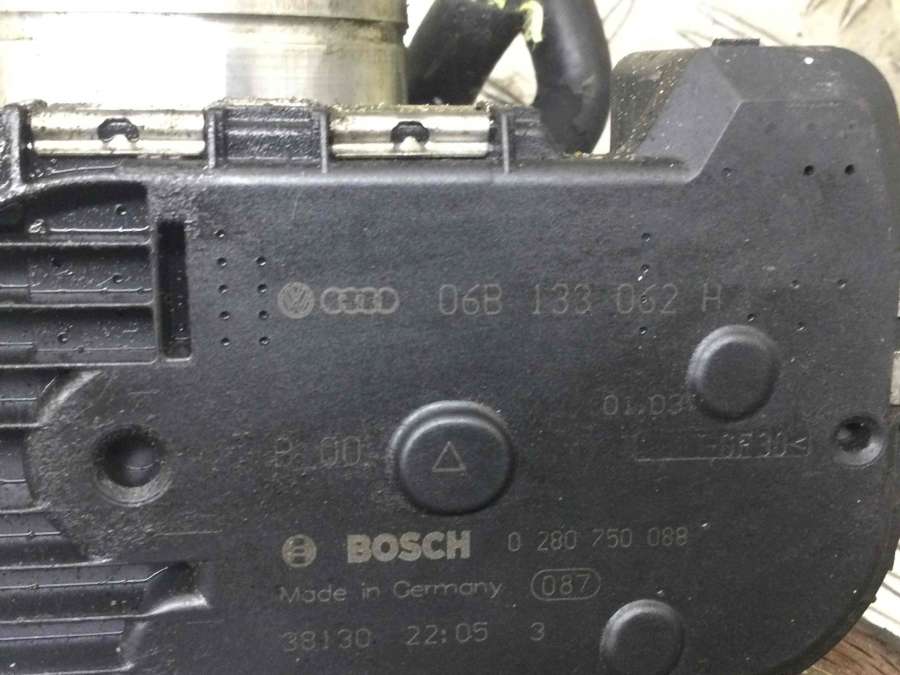 06B 133 062 H
01.03
B 00
BOSCH 0 280 750 088
Made in Germany 087
38130 22:05 3